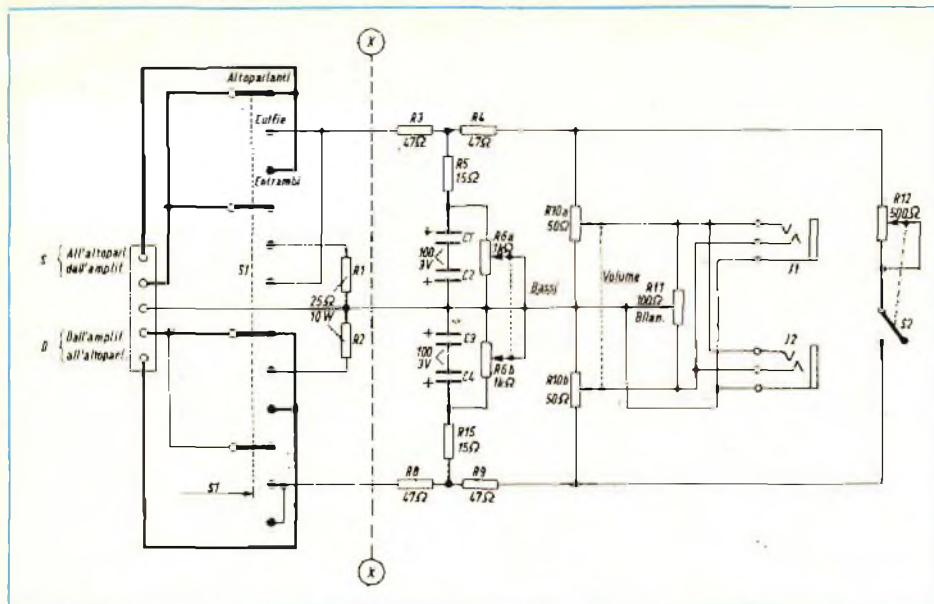 X
Altoparlanti
Cuffie
Entrambi
S
All'altoparl.
dall'amplif.
D
Dall'amplif
all'altoparl.
S1
S1
R1
25Ω
10W
R2
R3
47Ω
R4
47Ω
R5
15Ω
C1
100
3V
C2
R6a
1kΩ
Bassi
C3
100
3V
C4
R6b
1kΩ
R15
15Ω
R8
47Ω
R9
47Ω
R10a
50Ω
Volume
R11
100Ω
Bilan.
R10b
50Ω
J1
J2
R12
500Ω
S2
X